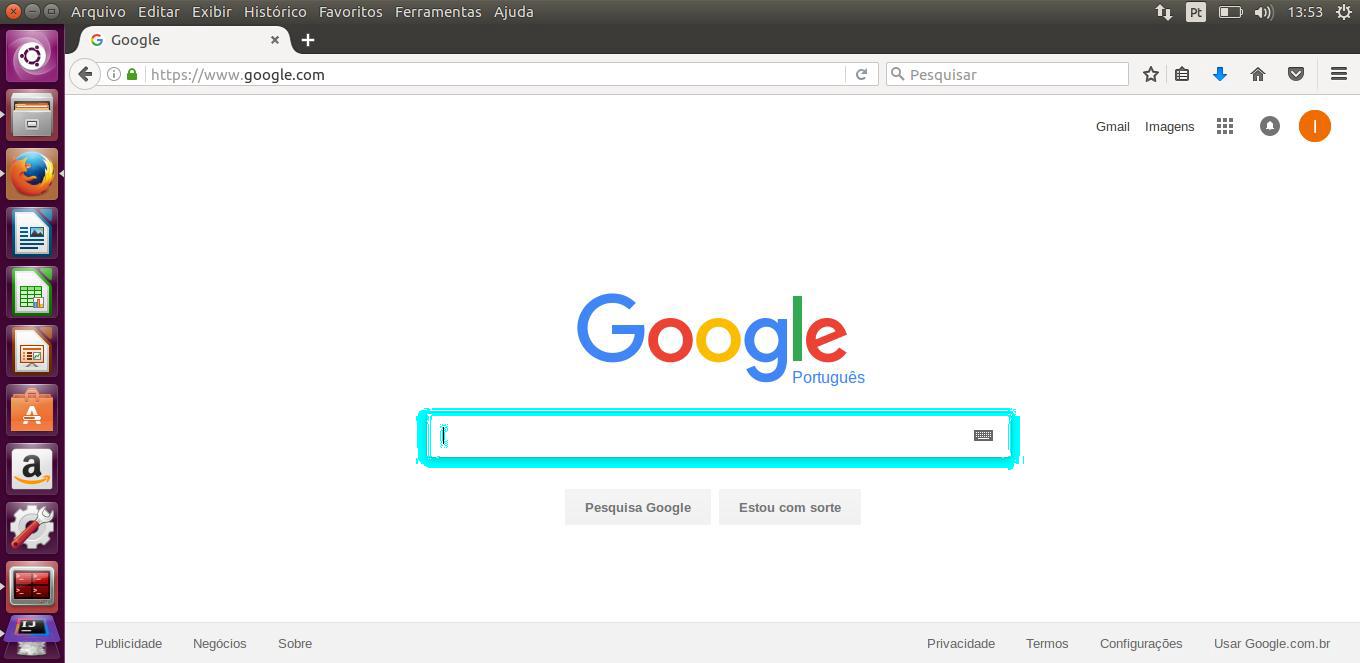 Arquivo Editar Exibir Histórico Favoritos Ferramentas Ajuda Pt 13:53
Google
https://www.google.com Pesquisar
Gmail Imagens I
Google
Português
Pesquisa Google Estou com sorte
Publicidade Negócios Sobre Privacidade Termos Configurações Usar Google.com.br